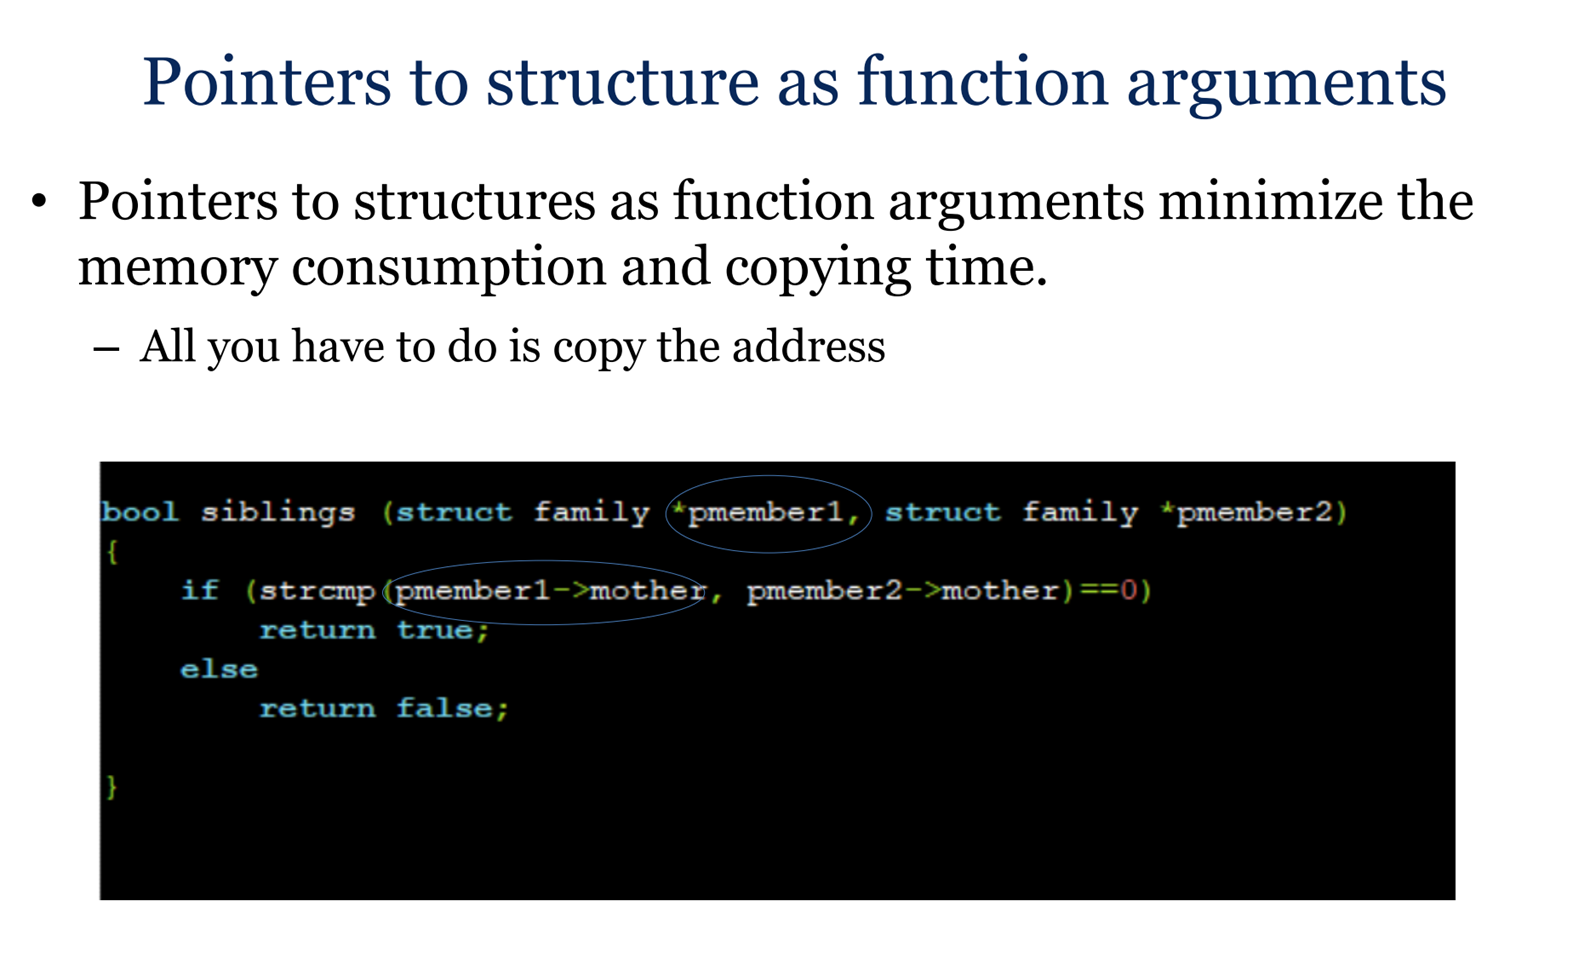 Pointers to structure as function arguments
• Pointers to structures as function arguments minimize the
memory consumption and copying time.
– All you have to do is copy the address
bool siblings (struct family *pmember1, struct family *pmember2)
{
    if (strcmp(pmember1->mother, pmember2->mother)==0)
        return true;
    else
        return false;
}